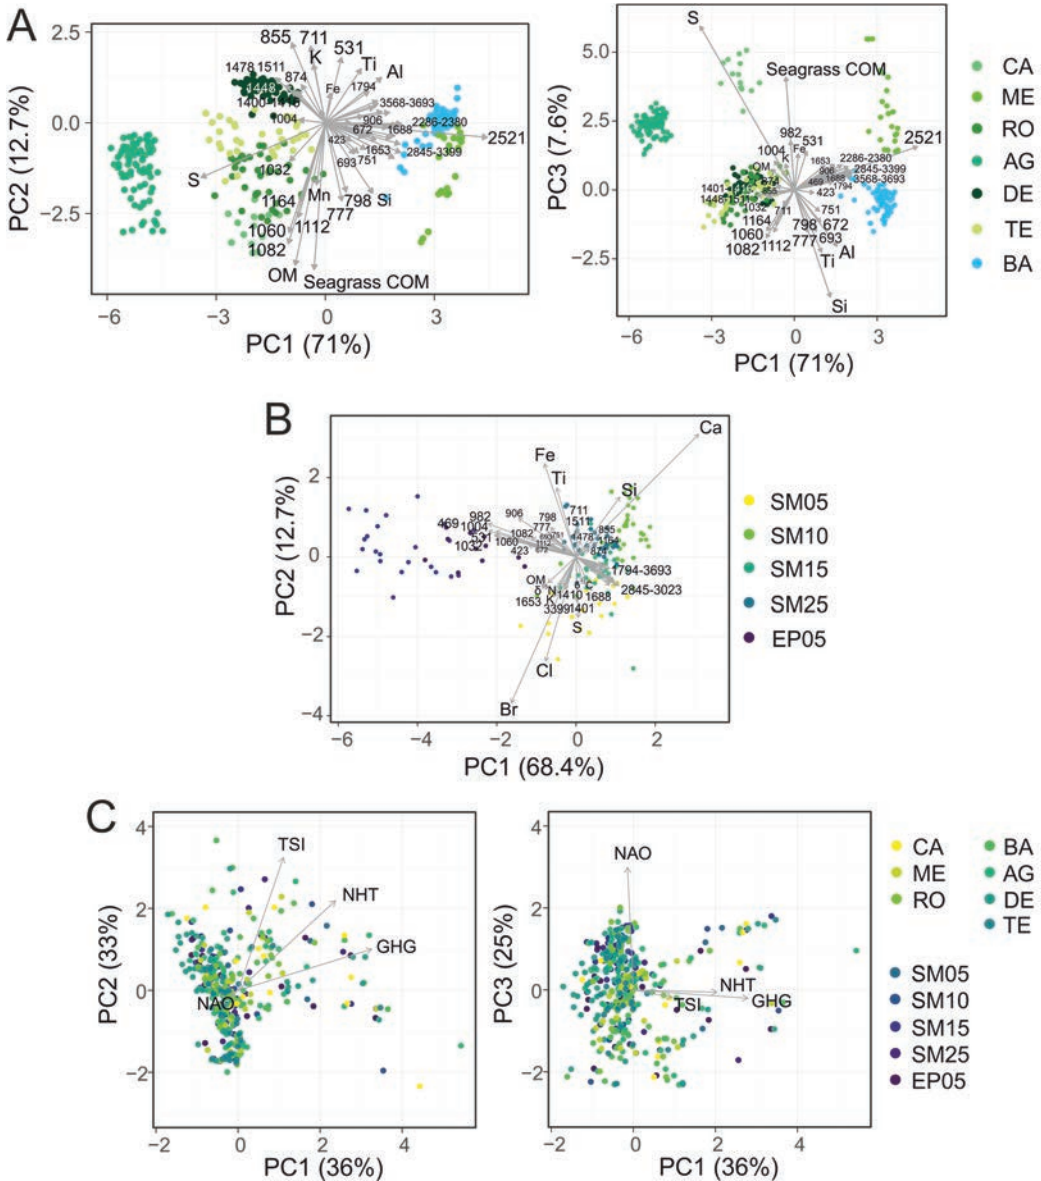 A
2.5
0.0
−2.5
PC2 (12.7%)
−6
−3
0
3
PC1 (71%)
855 711
531
K
1478 1511
874
Ti
Al
1448
Fe
1794
3568-3693
1004
906
2286-2380
672
1688
2521
423
1653
2845-3399
1032
693 751
S
Mn
798 Si
1164
777
1060
1112
1082
OM
Seagrass COM
5.0
2.5
0.0
−2.5
PC3 (7.6%)
−6
−3
0
3
PC1 (71%)
S
Seagrass COM
2521
982
531
1004
Fe
K
OM
1653
2286-2380
906
2845-3399
874
1688
3568-3693
469
1794
423
1448-1511
1032
711
751
1164
798 672
1060
1082
1112
777
693
Ti
Al
Si
CA
ME
RO
AG
DE
TE
BA
B
2
0
−2
−4
PC2 (12.7%)
−6
−4
−2
0
2
PC1 (68.4%)
Ca
Fe
Ti
Si
469
982
906
798
711
1004
777
1511
855
531
1082
1478
1032
1060
423
672
874
1794-3693
OM
2845-3023
1653
K
1410
1688
3399
1401
S
Cl
Br
SM05
SM10
SM15
SM25
EP05
C
4
2
0
−2
PC2 (33%)
−2
0
2
4
PC1 (36%)
TSI
NHT
GHG
NAO
4
2
0
−2
PC3 (25%)
−2
0
2
4
PC1 (36%)
NAO
NHT
TSI
GHG
CA
ME
RO
BA
AG
DE
TE
SM05
SM10
SM15
SM25
EP05